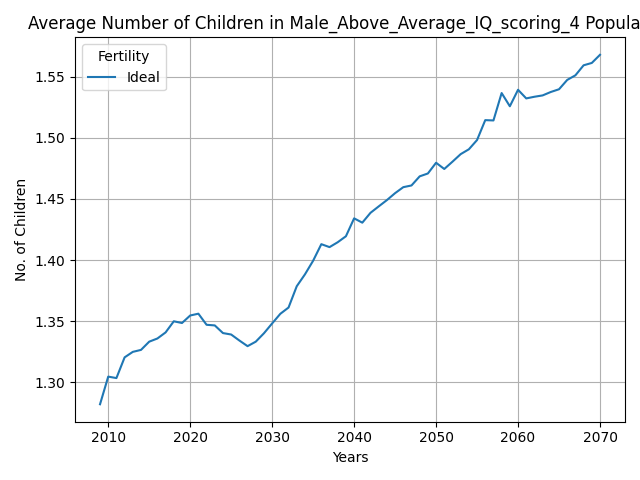 Average Number of Children in Male_Above_Average_IQ_scoring_4 Popula
Fertility
Ideal
No. of Children
1.55
1.50
1.45
1.40
1.35
1.30
2010 2020 2030 2040 2050 2060 2070
Years